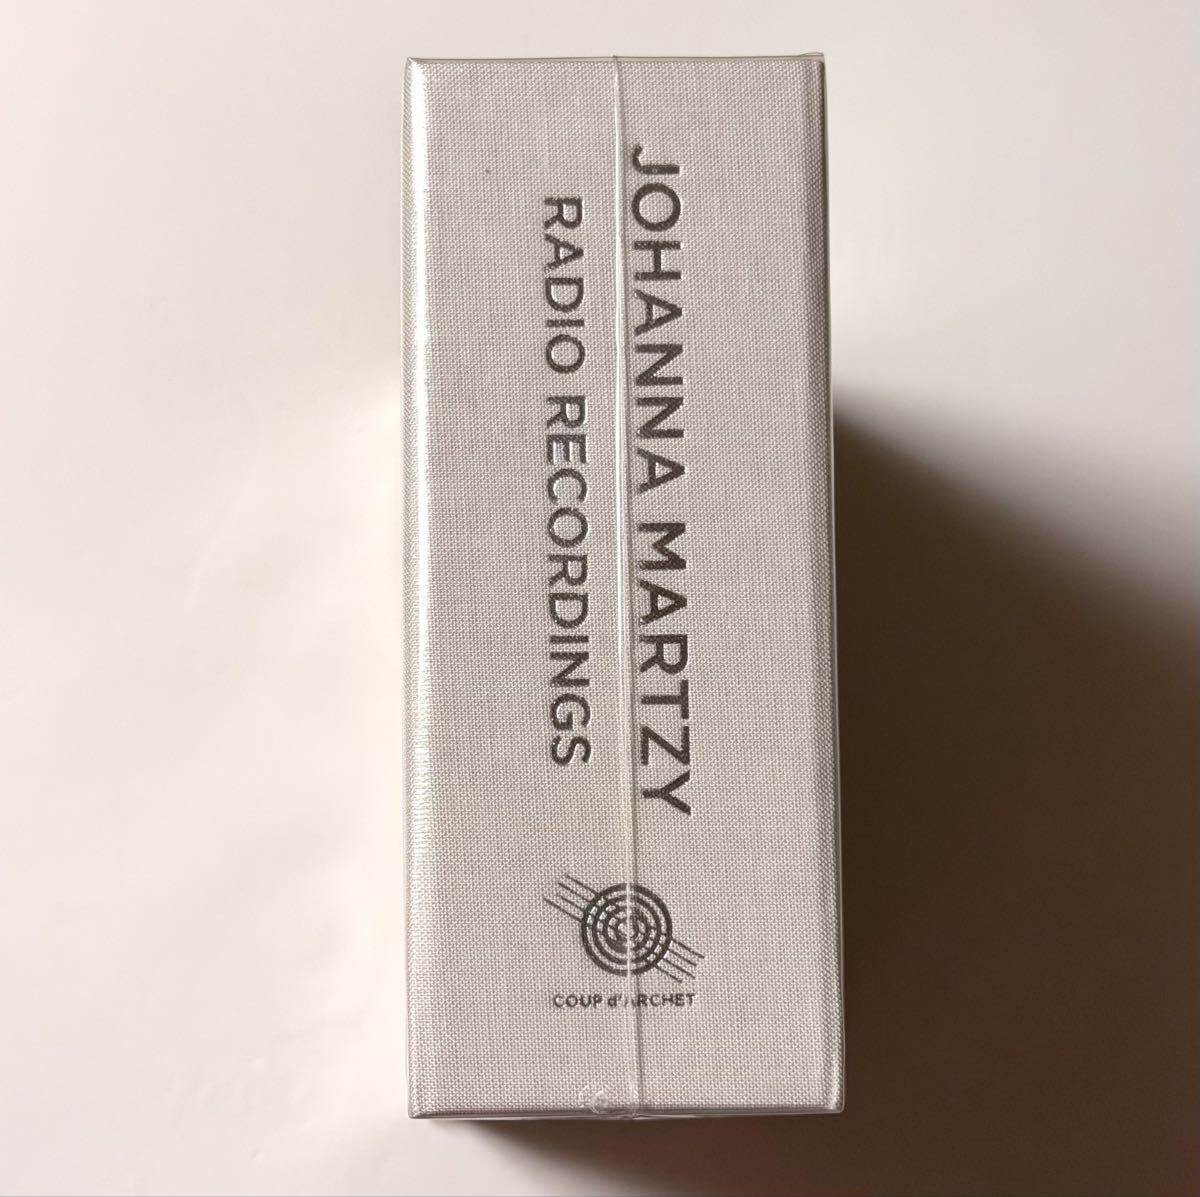 JOHANNA MARTZY
RADIO RECORDINGS
COUP d'ARCHET